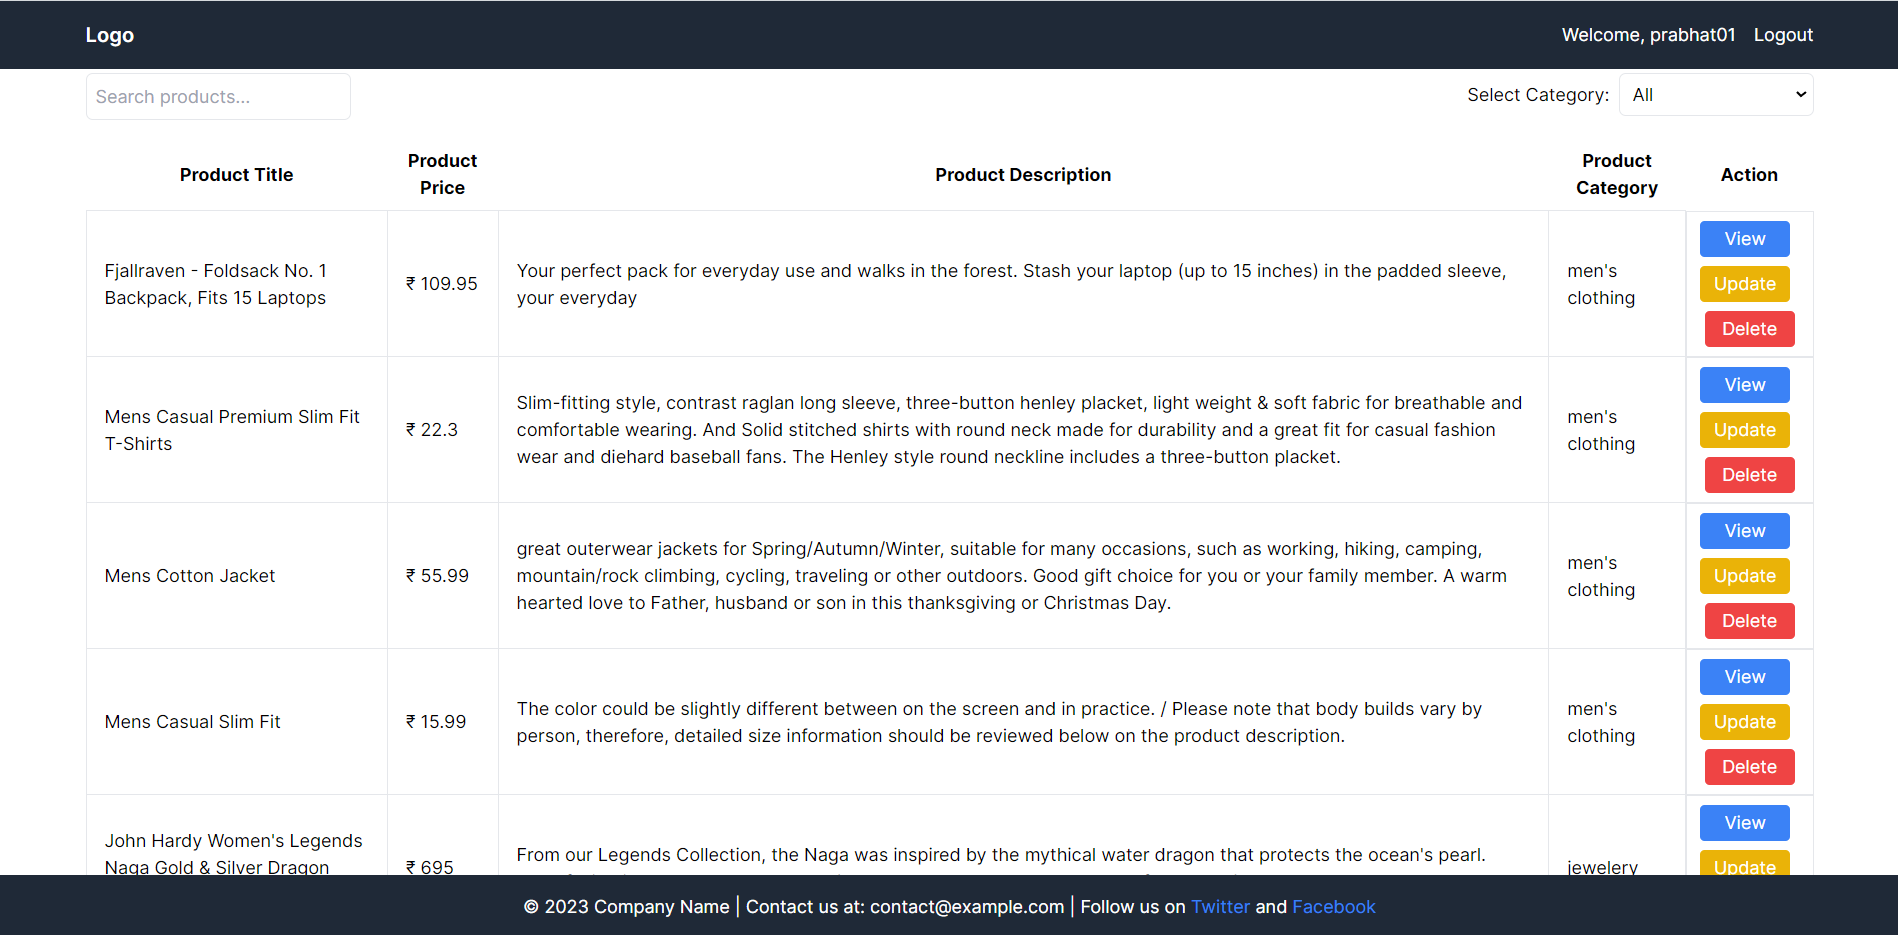 Logo
Welcome, prabhat01 Logout
Search products...
Select Category: All
Product Title
Product
Price
Product Description
Product
Category
Action
Fjallraven - Foldsack No. 1
Backpack, Fits 15 Laptops
₹ 109.95
Your perfect pack for everyday use and walks in the forest. Stash your laptop (up to 15 inches) in the padded sleeve,
your everyday
men's
clothing
View
Update
Delete
Mens Casual Premium Slim Fit
T-Shirts
₹ 22.3
Slim-fitting style, contrast raglan long sleeve, three-button henley placket, light weight & soft fabric for breathable and
comfortable wearing. And Solid stitched shirts with round neck made for durability and a great fit for casual fashion
wear and diehard baseball fans. The Henley style round neckline includes a three-button placket.
men's
clothing
View
Update
Delete
Mens Cotton Jacket
₹ 55.99
great outerwear jackets for Spring/Autumn/Winter, suitable for many occasions, such as working, hiking, camping,
mountain/rock climbing, cycling, traveling or other outdoors. Good gift choice for you or your family member. A warm
hearted love to Father, husband or son in this thanksgiving or Christmas Day.
men's
clothing
View
Update
Delete
Mens Casual Slim Fit
₹ 15.99
The color could be slightly different between on the screen and in practice. / Please note that body builds vary by
person, therefore, detailed size information should be reviewed below on the product description.
men's
clothing
View
Update
Delete
John Hardy Women's Legends
Naga Gold & Silver Dragon
₹ 695
From our Legends Collection, the Naga was inspired by the mythical water dragon that protects the ocean's pearl.
jewelery
View
Update
© 2023 Company Name | Contact us at: contact@example.com | Follow us on Twitter and Facebook